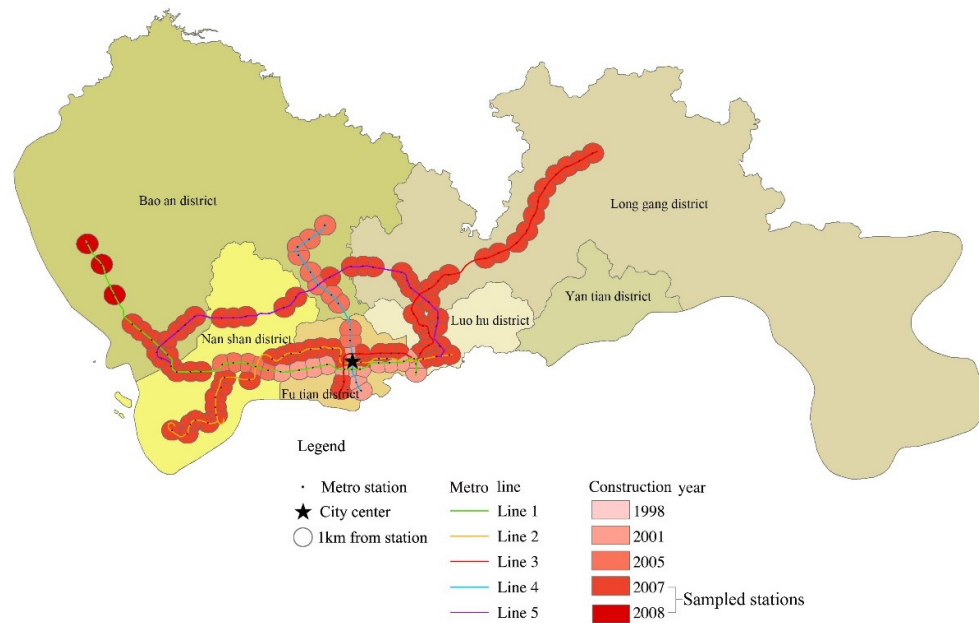 Bao an district
Long gang district
Yan tian district
Luo hu district
Nan shan district
Fu tian district
Legend
Metro station
City center
1km from station
Metro line
Line 1
Line 2
Line 3
Line 4
Line 5
Construction year
1998
2001
2005
2007
2008
Sampled stations